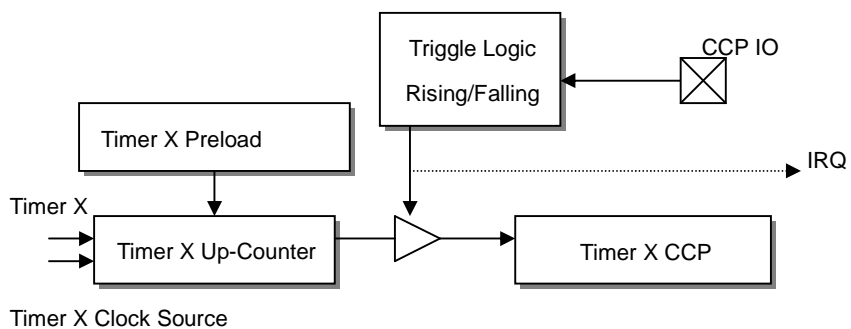 Triggle Logic
Rising/Falling
CCP IO
Timer X Preload
IRQ
Timer X
Timer X Up-Counter
Timer X CCP
Timer X Clock Source